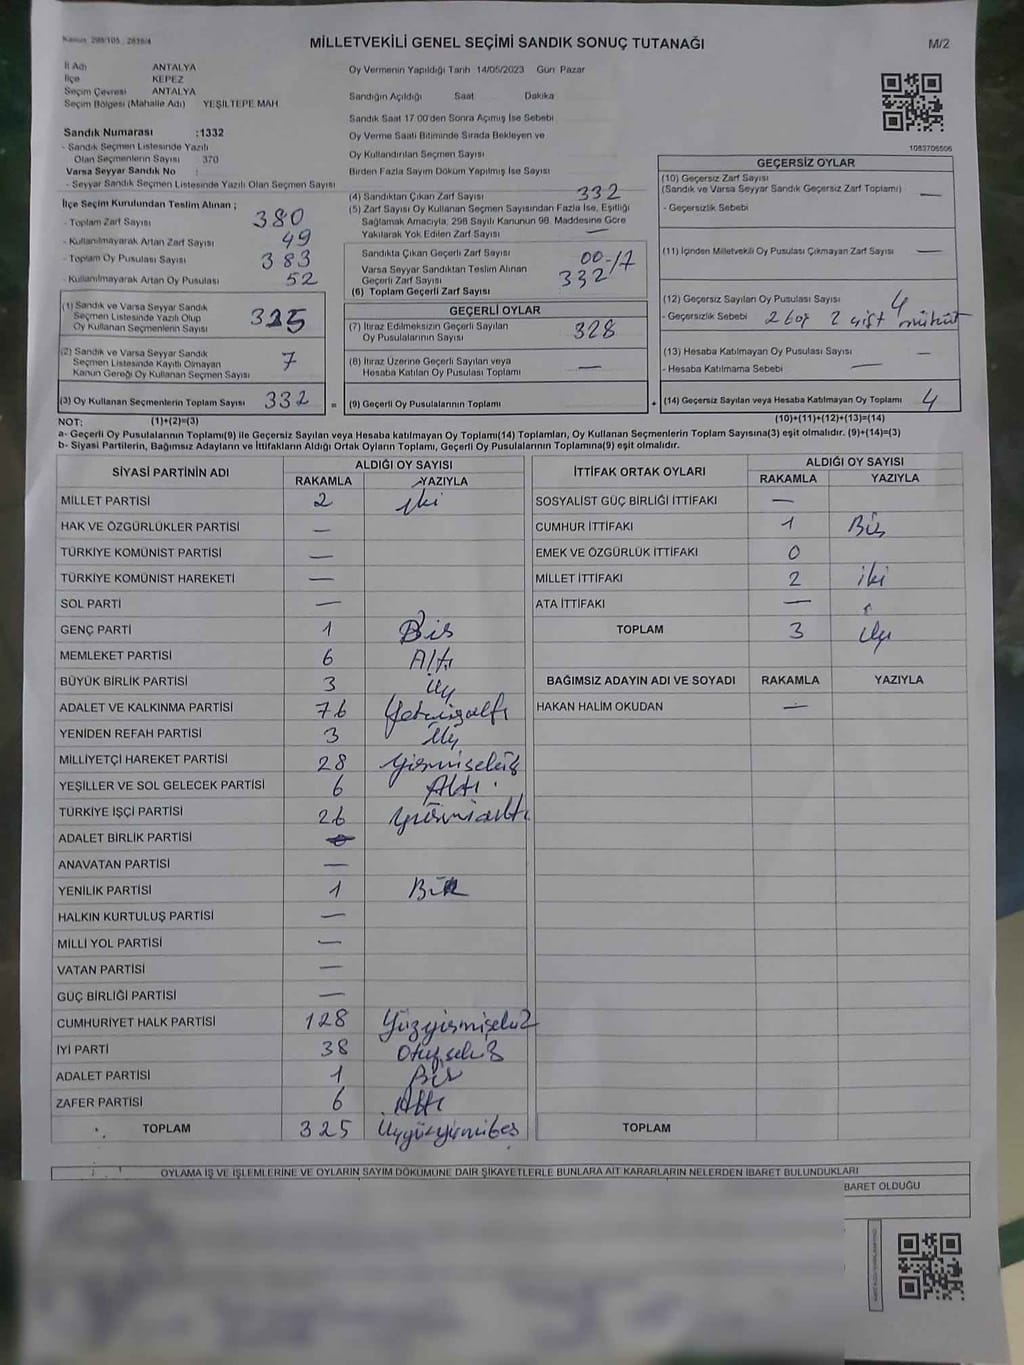 Kanun 298/105 ; 2839/4
MİLLETVEKİLİ GENEL SEÇİMİ SANDIK SONUÇ TUTANAĞI
M/2
İl Adı ANTALYA
İlçe KEPEZ
Seçim Çevresi ANTALYA
Seçim Bölgesi (Mahalle Adı) YEŞİLTEPE MAH
Sandık Numarası :1332
- Sandık Seçmen Listesinde Yazılı
Olan Seçmenlerin Sayısı 370
Varsa Seyyar Sandık No :
- Seyyar Sandık Seçmen Listesinde Yazılı Olan Seçmen Sayısı
Oy Vermenin Yapıldığı Tarih 14/05/2023 Gün Pazar
Sandığın Açıldığı Saat Dakika
Sandık Saat 17.00'den Sonra Açımış İse Sebebi
Oy Verme Saati Bitiminde Sırada Bekleyen ve
Oy Kullandırılan Seçmen Sayısı
Birden Fazla Sayım Döküm Yapılmış İse Sayısı
1083706506
İlçe Seçim Kurulundan Teslim Alınan ;
- Toplam Zarf Sayısı 380
- Kullanılmayarak Artan Zarf Sayısı 49
- Toplam Oy Pusulası Sayısı 383
- Kullanılmayarak Artan Oy Pusulası 52
(1) Sandık ve Varsa Seyyar Sandık
Seçmen Listesinde Yazılı Olup
Oy Kullanan Seçmenlerin Sayısı 325
(2) Sandık ve Varsa Seyyar Sandık
Seçmen Listesinde Kayıtlı Olmayan
Kanun Gereği Oy Kullanan Seçmen Sayısı 7
(3) Oy Kullanan Seçmenlerin Toplam Sayısı 332 =
(4) Sandıktan Çıkan Zarf Sayısı 332
(5) Zarf Sayısı Oy Kullanan Seçmen Sayısından Fazla İse, Eşitliği
Sağlamak Amacıyla, 298 Sayılı Kanunun 98. Maddesine Göre
Yakılarak Yok Edilen Zarf Sayısı —
Sandıkta Çıkan Geçerli Zarf Sayısı
Varsa Seyyar Sandıktan Teslim Alınan
Geçerli Zarf Sayısı 332
(6) Toplam Geçerli Zarf Sayısı
GEÇERLİ OYLAR
(7) İtiraz Edilmeksizin Geçerli Sayılan
Oy Pusulalarının Sayısı 328
(8) İtiraz Üzerine Geçerli Sayılan veya
Hesaba Katılan Oy Pusulası Toplamı —
(9) Geçerli Oy Pusulalarının Toplamı +
GEÇERSİZ OYLAR
(10) Geçersiz Zarf Sayısı
(Sandık ve Varsa Seyyar Sandık Geçersiz Zarf Toplamı) —
- Geçersizlik Sebebi
(11) İçinden Milletvekili Oy Pusulası Çıkmayan Zarf Sayısı —
(12) Geçersiz Sayılan Oy Pusulası Sayısı 4
- Geçersizlik Sebebi 2 boş 2 çift mühür
(13) Hesaba Katılmayan Oy Pusulası Sayısı —
- Hesaba Katılmama Sebebi —
(14) Geçersiz Sayılan veya Hesaba Katılmayan Oy Toplamı 4
NOT: (1)+(2)=(3) (10)+(11)+(12)+(13)=(14)
a- Geçerli Oy Pusulalarının Toplamı(9) ile Geçersiz Sayılan veya Hesaba katılmayan Oy Toplamı(14) Toplamları, Oy Kullanan Seçmenlerin Toplam Sayısına(3) eşit olmalıdır. (9)+(14)=(3)
b- Siyasi Partilerin, Bağımsız Adayların ve İttifakların Aldığı Ortak Oyların Toplamı, Geçerli Oy Pusulalarının Toplamına(9) eşit olmalıdır.
SİYASİ PARTİNİN ADI ALDIĞI OY SAYISI
RAKAMLA YAZIYLA
MİLLET PARTİSİ 2 iki
HAK VE ÖZGÜRLÜKLER PARTİSİ —
TÜRKİYE KOMÜNİST PARTİSİ —
TÜRKİYE KOMÜNİST HAREKETİ —
SOL PARTİ —
GENÇ PARTİ 1 Bir
MEMLEKET PARTİSİ 6 Altı
BÜYÜK BİRLİK PARTİSİ 3 Üç
ADALET VE KALKINMA PARTİSİ 76 Yetmişaltı
YENİDEN REFAH PARTİSİ 3 Üç
MİLLİYETÇİ HAREKET PARTİSİ 28 yirmisekiz
YEŞİLLER VE SOL GELECEK PARTİSİ 6 Altı
TÜRKİYE İŞÇİ PARTİSİ 26 yirmialtı
ADALET BİRLİK PARTİSİ
ANAVATAN PARTİSİ —
YENİLİK PARTİSİ 1 Bir
HALKIN KURTULUŞ PARTİSİ —
MİLLİ YOL PARTİSİ —
VATAN PARTİSİ —
GÜÇ BİRLİĞİ PARTİSİ —
CUMHURİYET HALK PARTİSİ 128 Yüzyirmisekiz
İYİ PARTİ 38 Otuzsekiz
ADALET PARTİSİ 1 Bir
ZAFER PARTİSİ 6 Altı
TOPLAM 325 Üçyüzyirmibeş
İTTİFAK ORTAK OYLARI ALDIĞI OY SAYISI
RAKAMLA YAZIYLA
SOSYALİST GÜÇ BİRLİĞİ İTTİFAKI —
CUMHUR İTTİFAKI 1 Bir
EMEK VE ÖZGÜRLÜK İTTİFAKI 0
MİLLET İTTİFAKI 2 iki
ATA İTTİFAKI —
TOPLAM 3 Üç
BAĞIMSIZ ADAYIN ADI VE SOYADI RAKAMLA YAZIYLA
HAKAN HALİM OKUDAN —
TOPLAM
OYLAMA İŞ VE İŞLEMLERİNE VE OYLARIN SAYIM DÖKÜMÜNE DAİR ŞİKAYETLERLE BUNLARA AİT KARARLARIN NELERDEN İBARET BULUNDUKLARI
BARET OLDUĞU